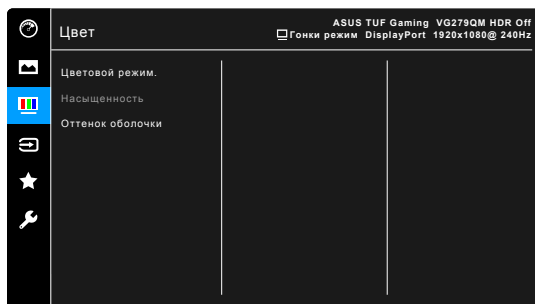 Цвет
ASUS TUF Gaming VG279QM HDR Off
Гонки режим DisplayPort 1920x1080@ 240Hz
Цветовой режим.
Насыщенность
Оттенок оболочки